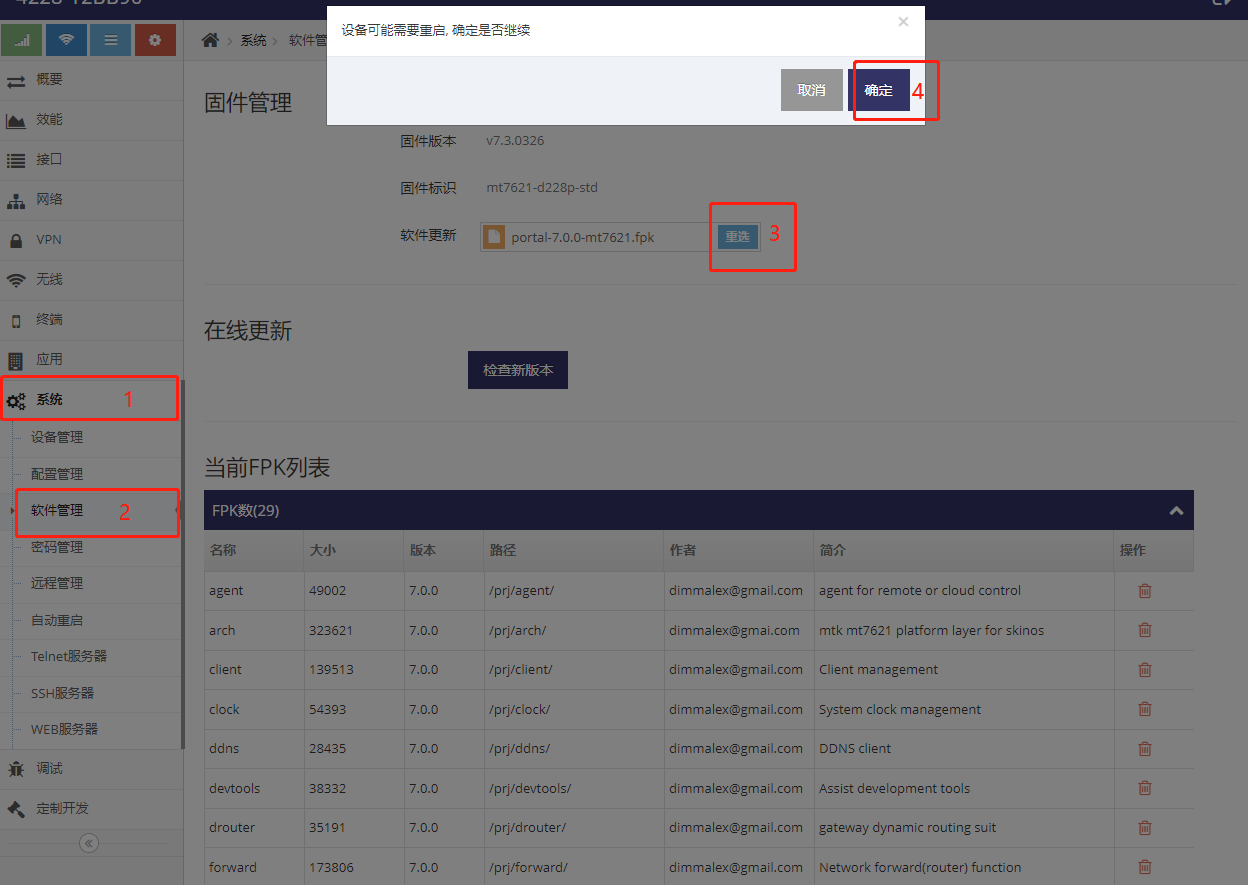 设备可能需要重启, 确定是否继续
×
取消
确定
4
系统
软件管
概要
效能
接口
网络
VPN
无线
终端
应用
系统
1
设备管理
配置管理
软件管理
2
密码管理
远程管理
自动重启
Telnet服务器
SSH服务器
WEB服务器
调试
定制开发
固件管理
固件版本 v7.3.0326
固件标识 mt7621-d228p-std
软件更新 portal-7.0.0-mt7621.fpk 重选 3
在线更新
检查新版本
当前FPK列表
FPK数(29)
名称 大小 版本 路径 作者 简介 操作
agent 49002 7.0.0 /prj/agent/ dimmalex@gmail.com agent for remote or cloud control
arch 323621 7.0.0 /prj/arch/ dimmalex@gmai.com mtk mt7621 platform layer for skinos
client 139513 7.0.0 /prj/client/ dimmalex@gmail.com Client management
clock 54393 7.0.0 /prj/clock/ dimmalex@gmail.com System clock management
ddns 28435 7.0.0 /prj/ddns/ dimmalex@gmail.com DDNS client
devtools 38332 7.0.0 /prj/devtools/ dimmalex@gmail.com Assist development tools
drouter 35191 7.0.0 /prj/drouter/ dimmalex@gmail.com gateway dynamic routing suit
forward 173806 7.0.0 /prj/forward/ dimmalex@gmail.com Network forward(router) function